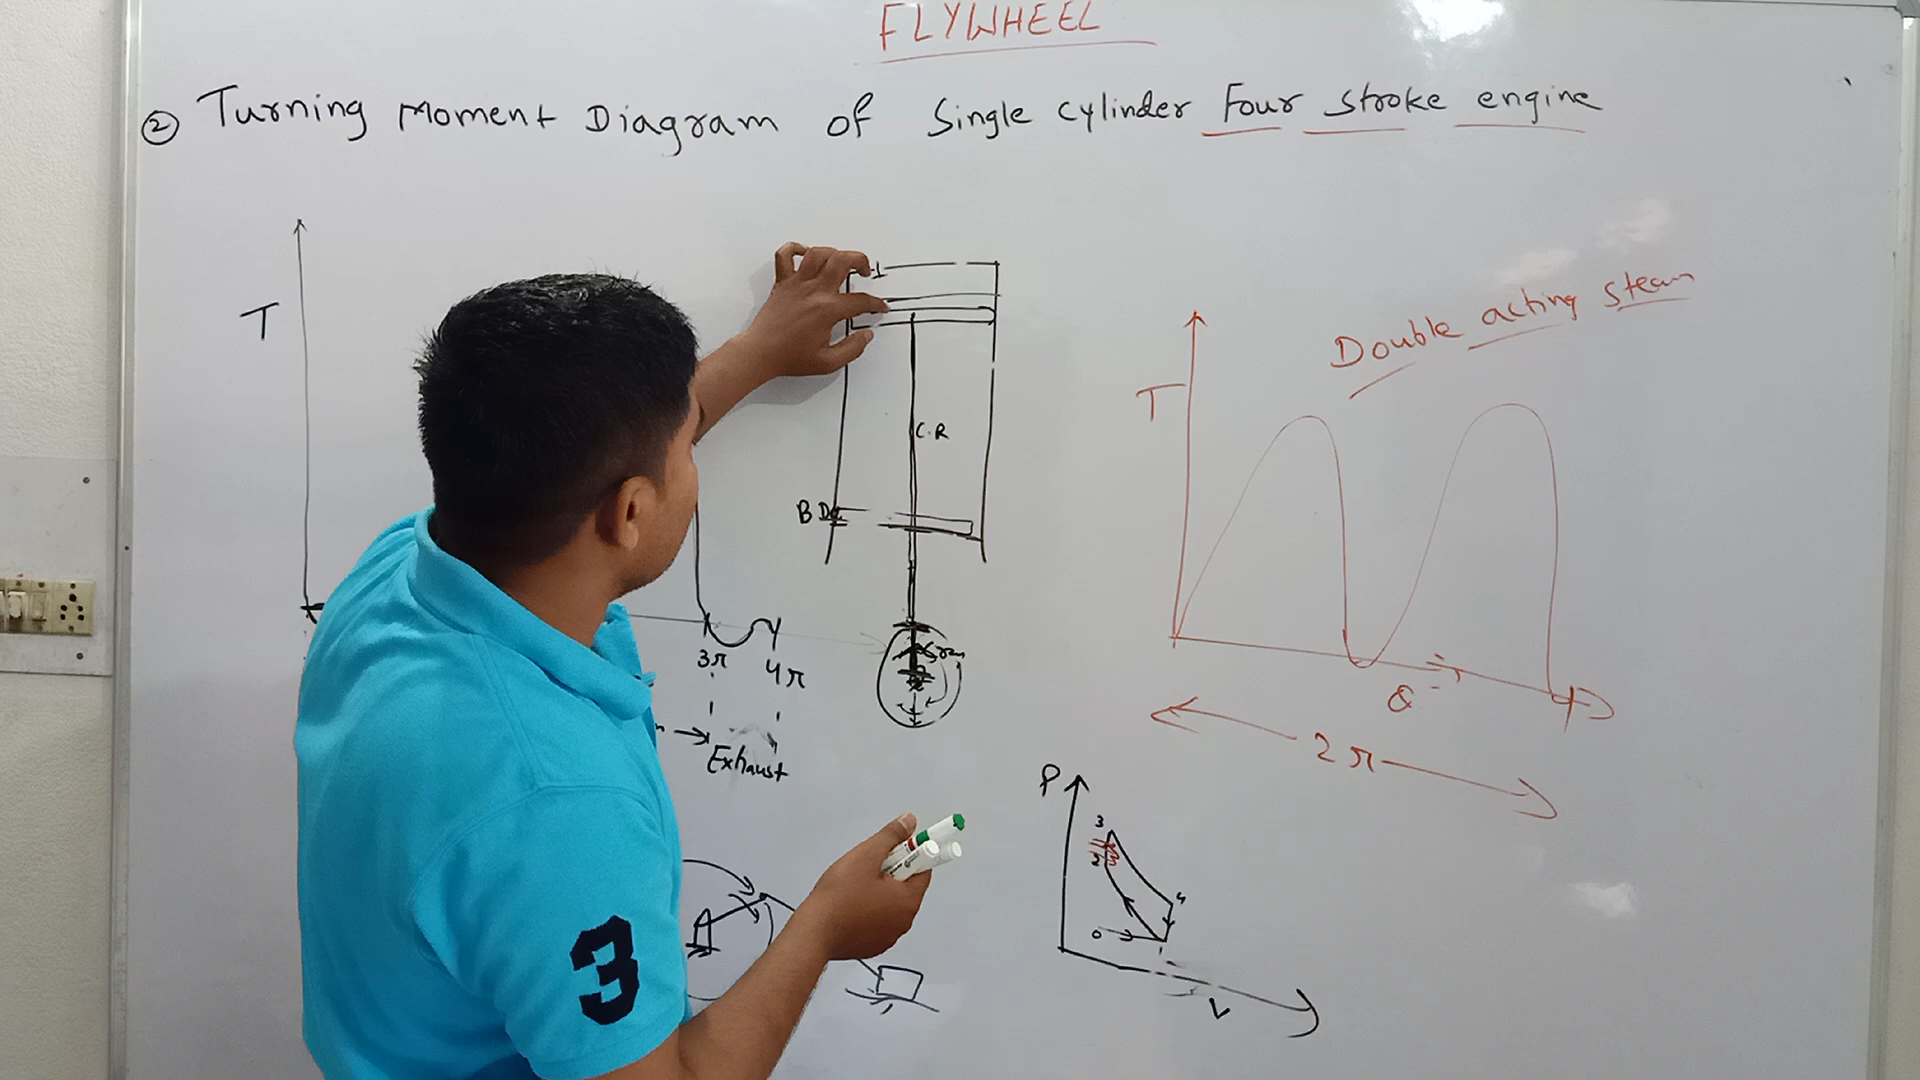 FLYWHEEL
② Turning Moment Diagram of Single cylinder Four stroke engine
T
1
C.R
B D
3π
4π
Exhaust
Double acting steam
T
θ
2π
P
3
2
4
0
V
3